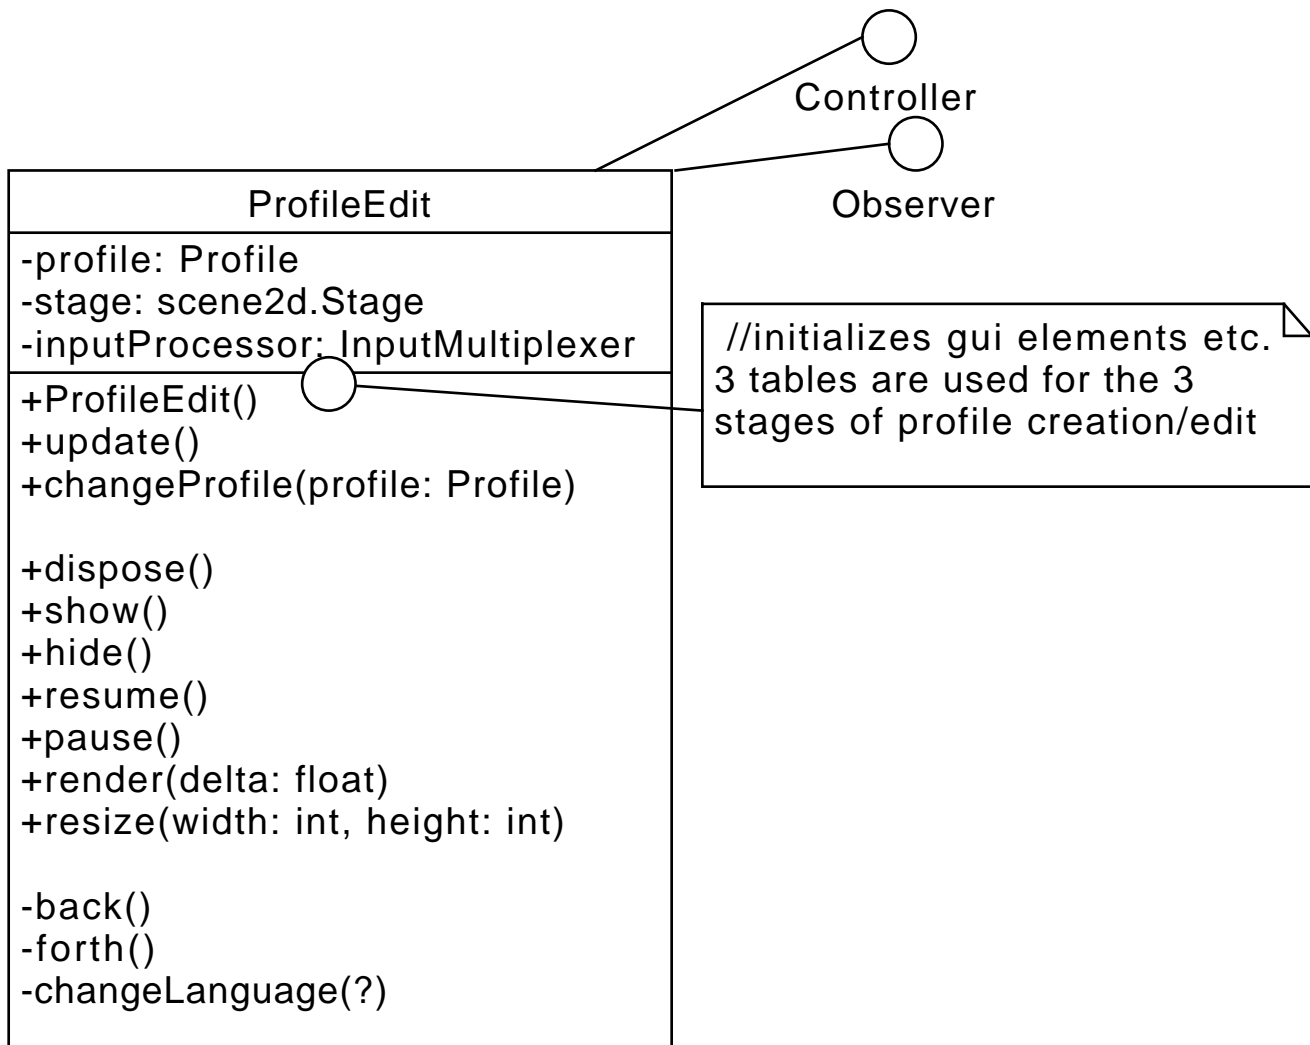 Controller
Observer
ProfileEdit
-profile: Profile
-stage: scene2d.Stage
-inputProcessor: InputMultiplexer
//initializes gui elements etc.
3 tables are used for the 3
stages of profile creation/edit
+ProfileEdit()
+update()
+changeProfile(profile: Profile)
+dispose()
+show()
+hide()
+resume()
+pause()
+render(delta: float)
+resize(width: int, height: int)
-back()
-forth()
-changeLanguage(?)